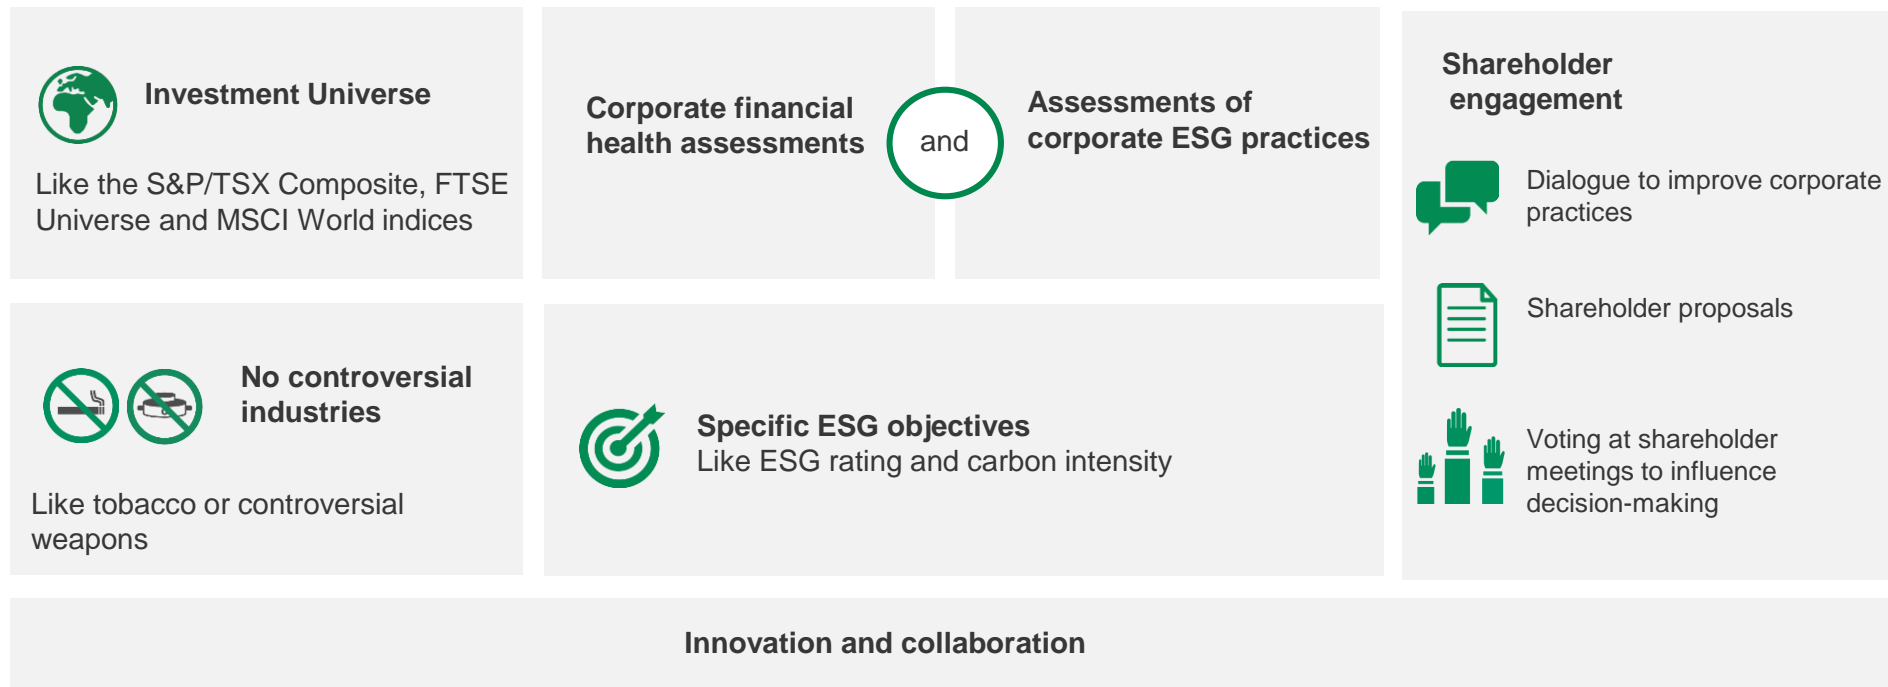 Investment Universe
Like the S&P/TSX Composite, FTSE
Universe and MSCI World indices
Corporate financial
health assessments
and
Assessments of
corporate ESG practices
No controversial
industries
Like tobacco or controversial
weapons
Specific ESG objectives
Like ESG rating and carbon intensity
Shareholder
engagement
Dialogue to improve corporate
practices
Shareholder proposals
Voting at shareholder
meetings to influence
decision-making
Innovation and collaboration